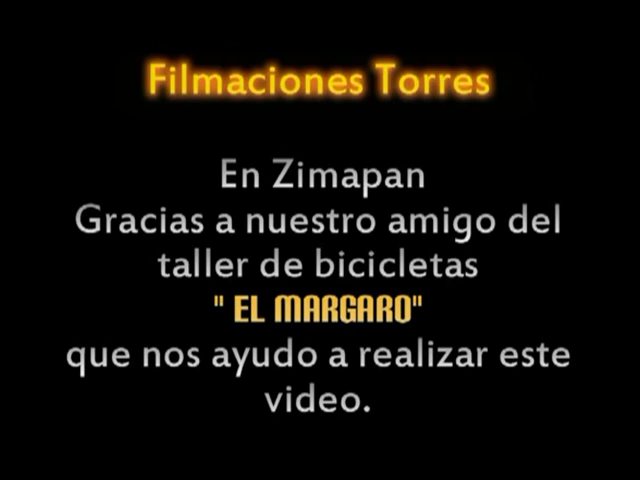 Filmaciones Torres
En Zimapan
Gracias a nuestro amigo del
taller de bicicletas
" EL MARGARO"
que nos ayudo a realizar este
video.